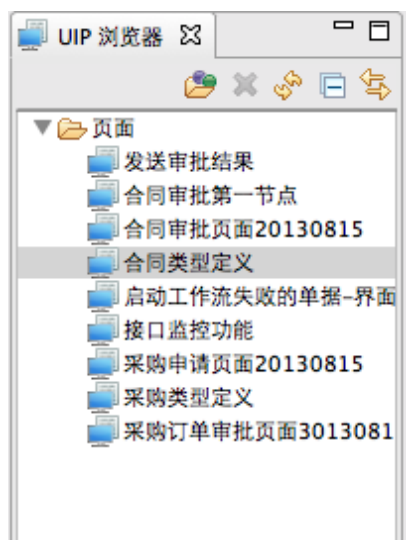 UIP 浏览器
页面
发送审批结果
合同审批第一节点
合同审批页面20130815
合同类型定义
启动工作流失败的单据-界面
接口监控功能
采购申请页面20130815
采购类型定义
采购订单审批页面3013081